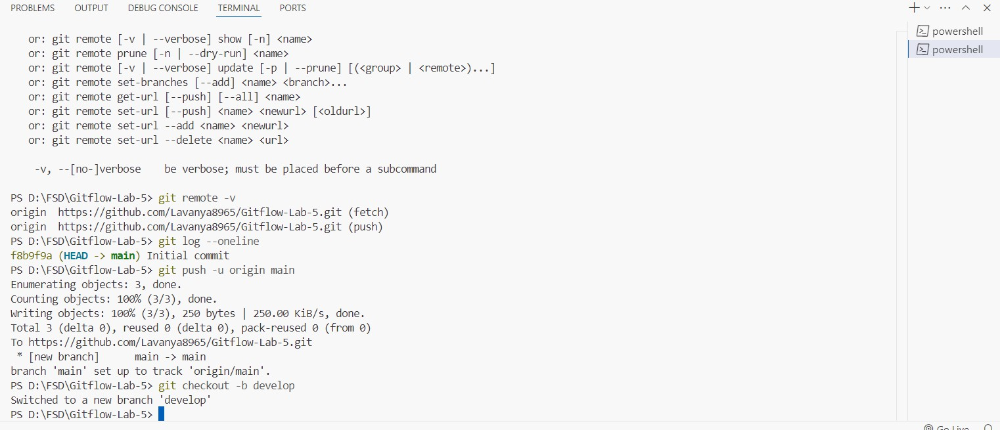 PROBLEMS OUTPUT DEBUG CONSOLE TERMINAL PORTS
or: git remote [-v | --verbose] show [-n] <name>
or: git remote prune [-n | --dry-run] <name>
or: git remote [-v | --verbose] update [-p | --prune] [(<group> | <remote>)...]
or: git remote set-branches [--add] <name> <branch>...
or: git remote get-url [--push] [--all] <name>
or: git remote set-url [--push] <name> <newurl> [<oldurl>]
or: git remote set-url --add <name> <newurl>
or: git remote set-url --delete <name> <url>
-v, --[no-]verbose    be verbose; must be placed before a subcommand
PS D:\FSD\Gitflow-Lab-5> git remote -v
origin  https://github.com/Lavanya8965/Gitflow-Lab-5.git (fetch)
origin  https://github.com/Lavanya8965/Gitflow-Lab-5.git (push)
PS D:\FSD\Gitflow-Lab-5> git log --oneline
f8b9f9a (HEAD -> main) Initial commit
PS D:\FSD\Gitflow-Lab-5> git push -u origin main
Enumerating objects: 3, done.
Counting objects: 100% (3/3), done.
Writing objects: 100% (3/3), 250 bytes | 250.00 KiB/s, done.
Total 3 (delta 0), reused 0 (delta 0), pack-reused 0 (from 0)
To https://github.com/Lavanya8965/Gitflow-Lab-5.git
 * [new branch]      main -> main
branch 'main' set up to track 'origin/main'.
PS D:\FSD\Gitflow-Lab-5> git checkout -b develop
Switched to a new branch 'develop'
PS D:\FSD\Gitflow-Lab-5>
powershell
powershell
Go Live